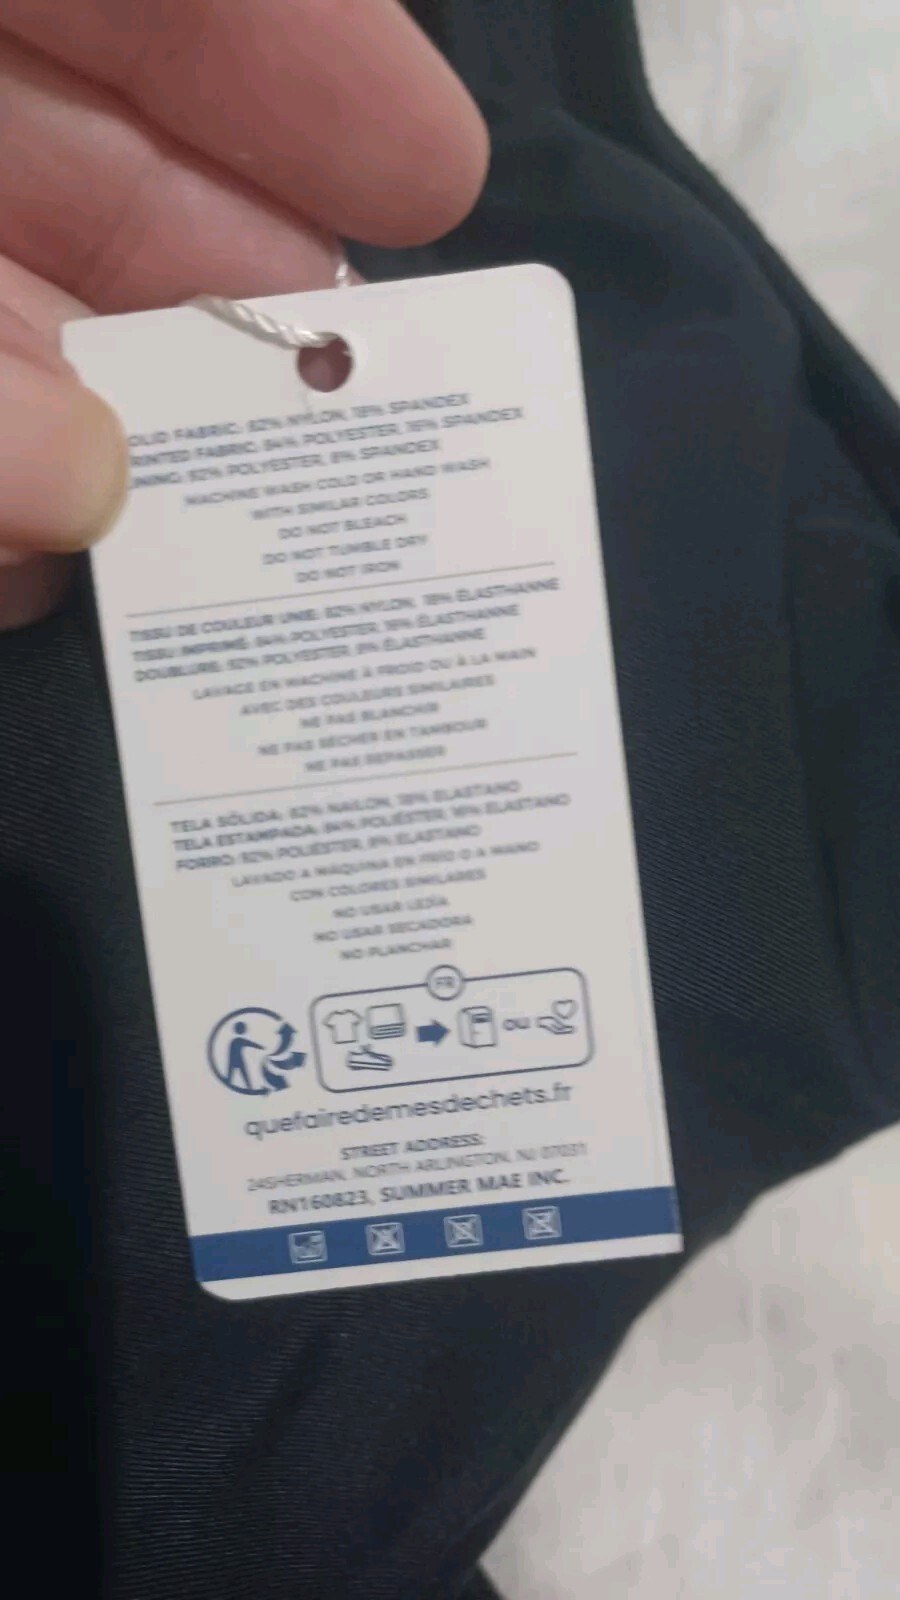 OLID FABRIC: 82% NYLON, 18% SPANDEX
RINTED FABRIC: 84% POLYESTER, 16% SPANDEX
NING: 92% POLYESTER, 8% SPANDEX
MACHINE WASH COLD OR HAND WASH
WITH SIMILAR COLORS
DO NOT BLEACH
DO NOT TUMBLE DRY
DO NOT IRON
TISSU DE COULEUR UNIE: 82% NYLON, 18% ÉLASTHANNE
TISSU IMPRIMÉ: 84% POLYESTER, 16% ÉLASTHANNE
DOUBLURE: 92% POLYESTER, 8% ÉLASTHANNE
LAVAGE EN MACHINE À FROID OU À LA MAIN
AVEC DES COULEURS SIMILAIRES
NE PAS BLANCHIR
NE PAS SÉCHER EN TAMBOUR
NE PAS REPASSER
TELA SÓLIDA: 82% NAILON, 18% ELASTANO
TELA ESTAMPADA: 84% POLIÉSTER, 16% ELASTANO
FORRO: 92% POLIÉSTER, 8% ELASTANO
LAVADO A MÁQUINA EN FRÍO O A MANO
CON COLORES SIMILARES
NO USAR LEJÍA
NO USAR SECADORA
NO PLANCHAR
FR
OU
quefairedemesdechets.fr
STREET ADDRESS:
24SHERMAN, NORTH ARLINGTON, NJ 07031
RN160823, SUMMER MAE INC.